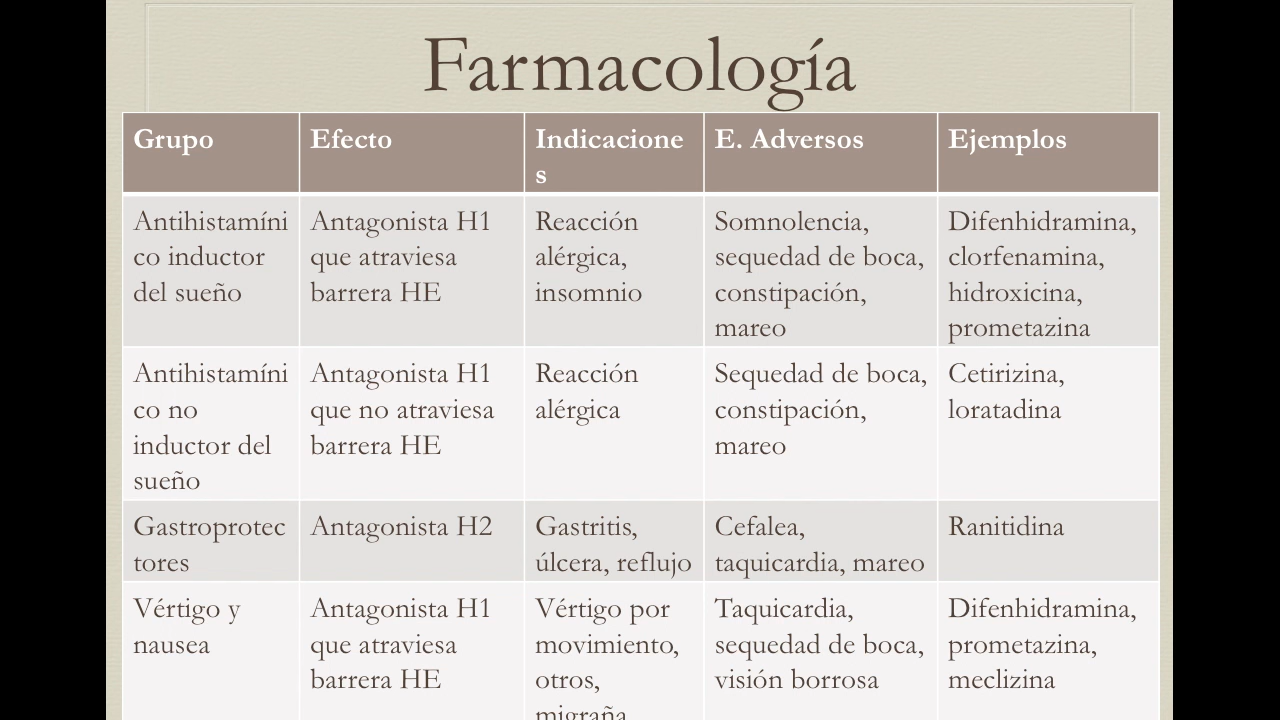 Farmacología
Grupo
Efecto
Indicacione
s
E. Adversos
Ejemplos
Antihistamíni
co inductor
del sueño
Antagonista H1
que atraviesa
barrera HE
Reacción
alérgica,
insomnio
Somnolencia,
sequedad de boca,
constipación,
mareo
Difenhidramina,
clorfenamina,
hidroxicina,
prometazina
Antihistamíni
co no
inductor del
sueño
Antagonista H1
que no atraviesa
barrera HE
Reacción
alérgica
Sequedad de boca,
constipación,
mareo
Cetirizina,
loratadina
Gastroprotec
tores
Antagonista H2
Gastritis,
úlcera, reflujo
Cefalea,
taquicardia, mareo
Ranitidina
Vértigo y
nausea
Antagonista H1
que atraviesa
barrera HE
Vértigo por
movimiento,
otros,
migraña
Taquicardia,
sequedad de boca,
visión borrosa
Difenhidramina,
prometazina,
meclizina